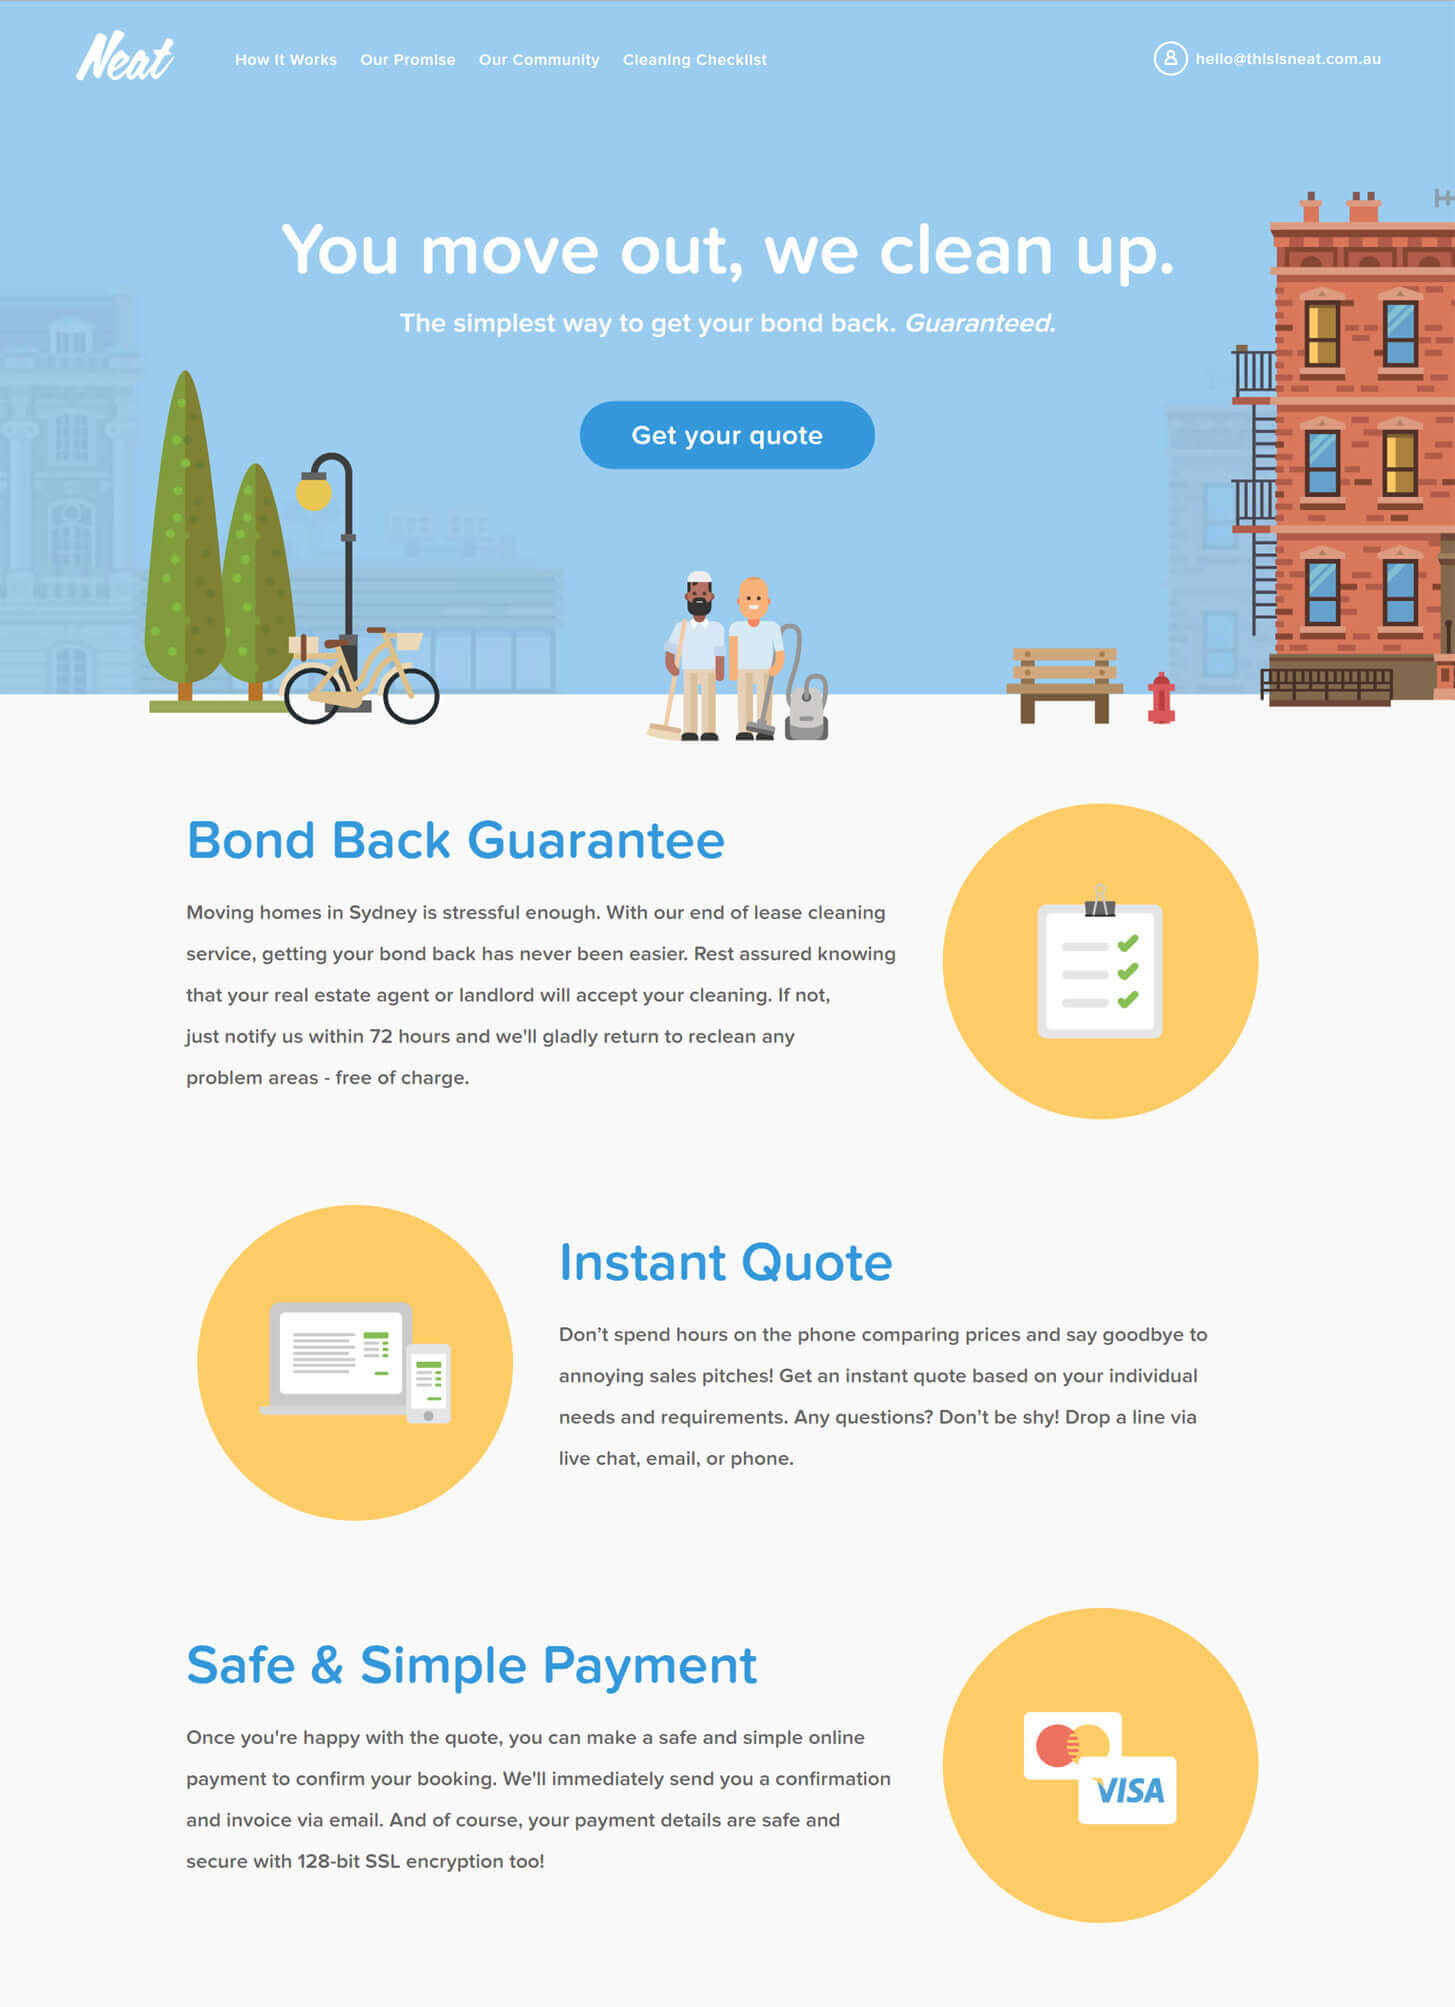 Neat
How It Works
Our Promise
Our Community
Cleaning Checklist
hello@thisisneat.com.au
You move out, we clean up.
The simplest way to get your bond back. Guaranteed.
Get your quote
Bond Back Guarantee
Moving homes in Sydney is stressful enough. With our end of lease cleaning
service, getting your bond back has never been easier. Rest assured knowing
that your real estate agent or landlord will accept your cleaning. If not,
just notify us within 72 hours and we'll gladly return to reclean any
problem areas - free of charge.
Instant Quote
Don’t spend hours on the phone comparing prices and say goodbye to
annoying sales pitches! Get an instant quote based on your individual
needs and requirements. Any questions? Don’t be shy! Drop a line via
live chat, email, or phone.
Safe & Simple Payment
Once you're happy with the quote, you can make a safe and simple online
payment to confirm your booking. We'll immediately send you a confirmation
and invoice via email. And of course, your payment details are safe and
secure with 128-bit SSL encryption too!
VISA